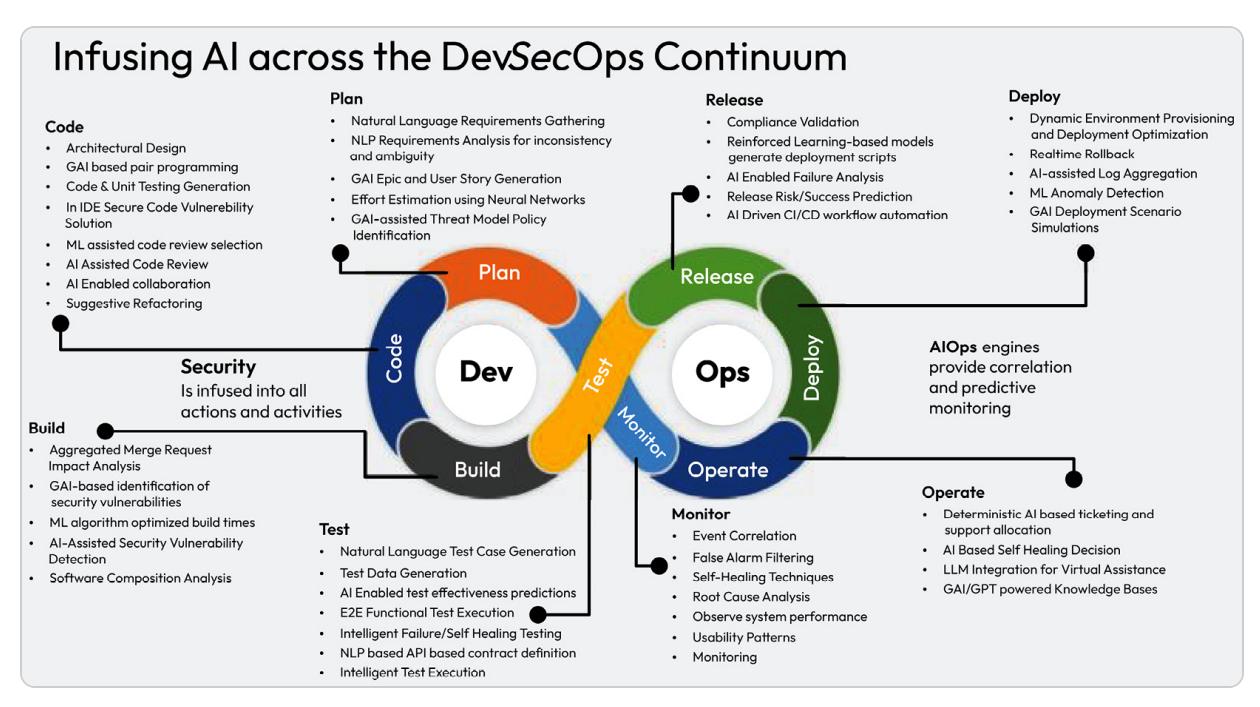 Infusing AI across the DevSecOps Continuum
Code
• Architectural Design
• GAI based pair programming
• Code & Unit Testing Generation
• In IDE Secure Code Vulnerebility
Solution
• ML assisted code review selection
• AI Assisted Code Review
• AI Enabled collaboration
• Suggestive Refactoring
Plan
• Natural Language Requirements Gathering
• NLP Requirements Analysis for inconsistency
and ambiguity
• GAI Epic and User Story Generation
• Effort Estimation using Neural Networks
• GAI-assisted Threat Model Policy
Identification
Release
• Compliance Validation
• Reinforced Learning-based models
generate deployment scripts
• AI Enabled Failure Analysis
• Release Risk/Success Prediction
• AI Driven CI/CD workflow automation
Deploy
• Dynamic Environment Provisioning
and Deployment Optimization
• Realtime Rollback
• AI-assisted Log Aggregation
• ML Anomaly Detection
• GAI Deployment Scenario
Simulations
Plan
Release
Code
Dev
Test
Ops
Deploy
Monitor
Build
Operate
Security
Is infused into all
actions and activities
AIOps engines
provide correlation
and predictive
monitoring
Build
• Aggregated Merge Request
Impact Analysis
• GAI-based identification of
security vulnerabilities
• ML algorithm optimized build times
• AI-Assisted Security Vulnerability
Detection
• Software Composition Analysis
Test
• Natural Language Test Case Generation
• Test Data Generation
• AI Enabled test effectiveness predictions
• E2E Functional Test Execution
• Intelligent Failure/Self Healing Testing
• NLP based API based contract definition
• Intelligent Test Execution
Monitor
• Event Correlation
• False Alarm Filtering
• Self-Healing Techniques
• Root Cause Analysis
• Observe system performance
• Usability Patterns
• Monitoring
Operate
• Deterministic AI based ticketing and
support allocation
• AI Based Self Healing Decision
• LLM Integration for Virtual Assistance
• GAI/GPT powered Knowledge Bases